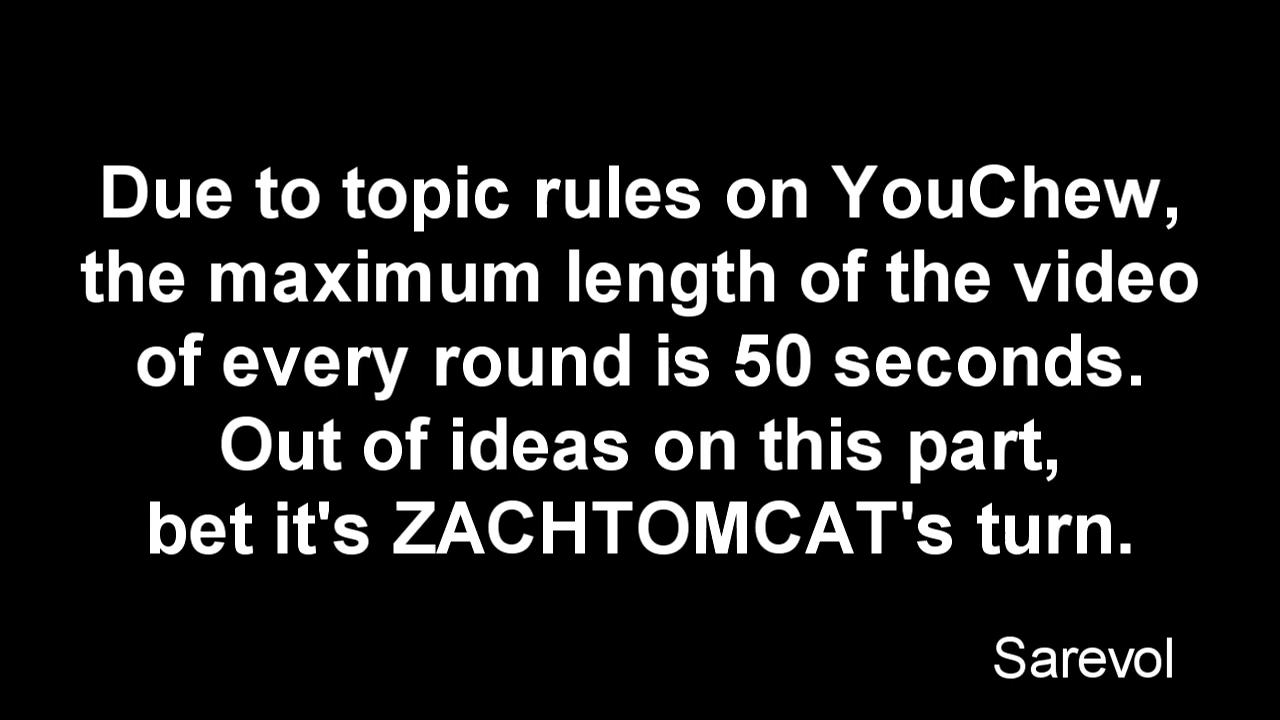 Due to topic rules on YouChew,
the maximum length of the video
of every round is 50 seconds.
Out of ideas on this part,
bet it's ZACHTOMCAT's turn.
Sarevol